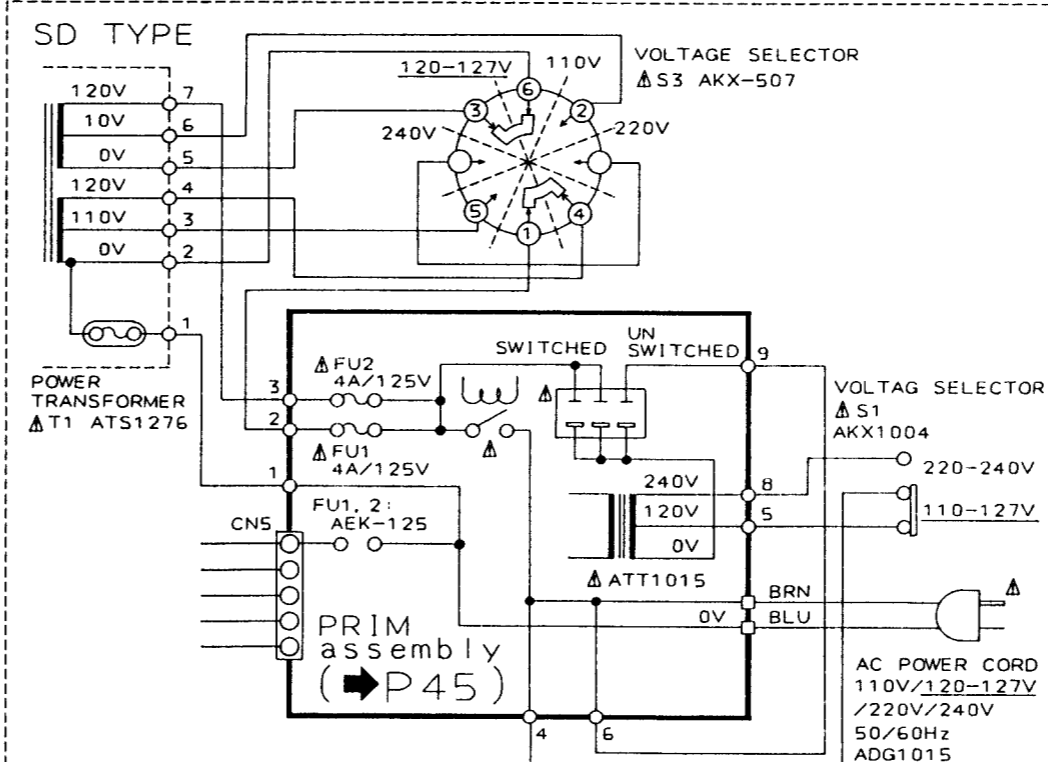 SD TYPE
120V 7
10V 6
0V 5
120V 4
110V 3
0V 2
1
POWER
TRANSFORMER
T1 ATS1276
120-127V
110V
240V
220V
6
3
2
5
4
1
VOLTAGE SELECTOR
S3 AKX-507
SWITCHED
UN
SWITCHED
9
FU2
4A/125V
3
2
FU1
4A/125V
1
FU1, 2:
AEK-125
CN5
240V 8
120V 5
0V
ATT1015
PRIM
assembly
( P45 )
0V
BRN
BLU
4 6
VOLTAG SELECTOR
S1
AKX1004
220-240V
110-127V
AC POWER CORD
110V/120-127V
/220V/240V
50/60Hz
ADG1015